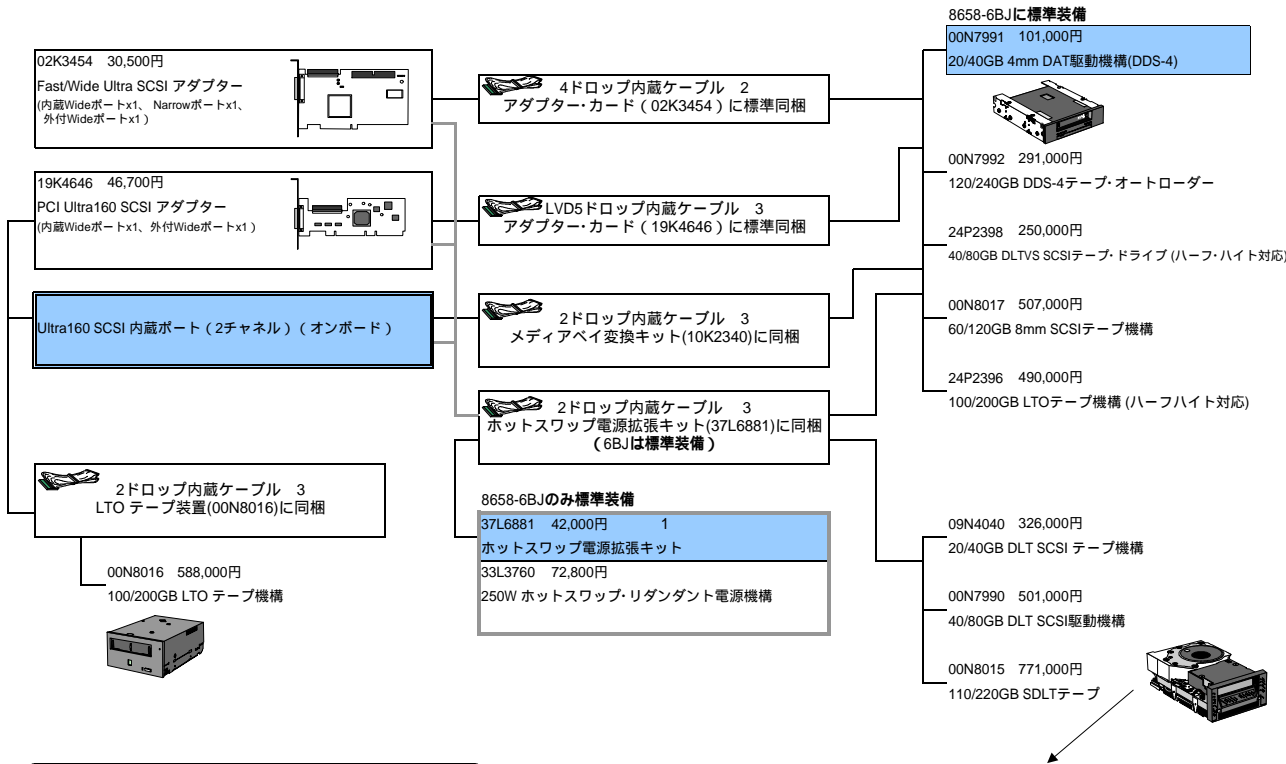 8658-6BJに標準装備
00N7991 101,000円
20/40GB 4mm DAT駆動機構(DDS-4)
02K3454 30,500円
Fast/Wide Ultra SCSI アダプター
(内蔵Wideポートx1、 Narrowポートx1、
外付Wideポートx1）
4ドロップ内蔵ケーブル 2
アダプター・カード（02K3454）に標準同梱
00N7992 291,000円
120/240GB DDS-4テープ・オートローダー
19K4646 46,700円
PCI Ultra160 SCSI アダプター
(内蔵Wideポートx1、外付Wideポートx1）
LVD5ドロップ内蔵ケーブル 3
アダプター・カード（19K4646）に標準同梱
24P2398 250,000円
40/80GB DLTVS SCSIテープ・ドライブ (ハーフ・ハイト対応)
Ultra160 SCSI 内蔵ポート（2チャネル）（オンボード）
2ドロップ内蔵ケーブル 3
メディアベイ変換キット(10K2340)に同梱
00N8017 507,000円
60/120GB 8mm SCSIテープ機構
24P2396 490,000円
100/200GB LTOテープ機構 (ハーフハイト対応)
2ドロップ内蔵ケーブル 3
ホットスワップ電源拡張キット(37L6881)に同梱
（6BJは標準装備）
2ドロップ内蔵ケーブル 3
LTO テープ装置(00N8016)に同梱
00N8016 588,000円
100/200GB LTO テープ機構
8658-6BJのみ標準装備
37L6881 42,000円 1
ホットスワップ電源拡張キット
33L3760 72,800円
250W ホットスワップ・リダンダント電源機構
09N4040 326,000円
20/40GB DLT SCSI テープ機構
00N7990 501,000円
40/80GB DLT SCSI駆動機構
00N8015 771,000円
110/220GB SDLTテープ